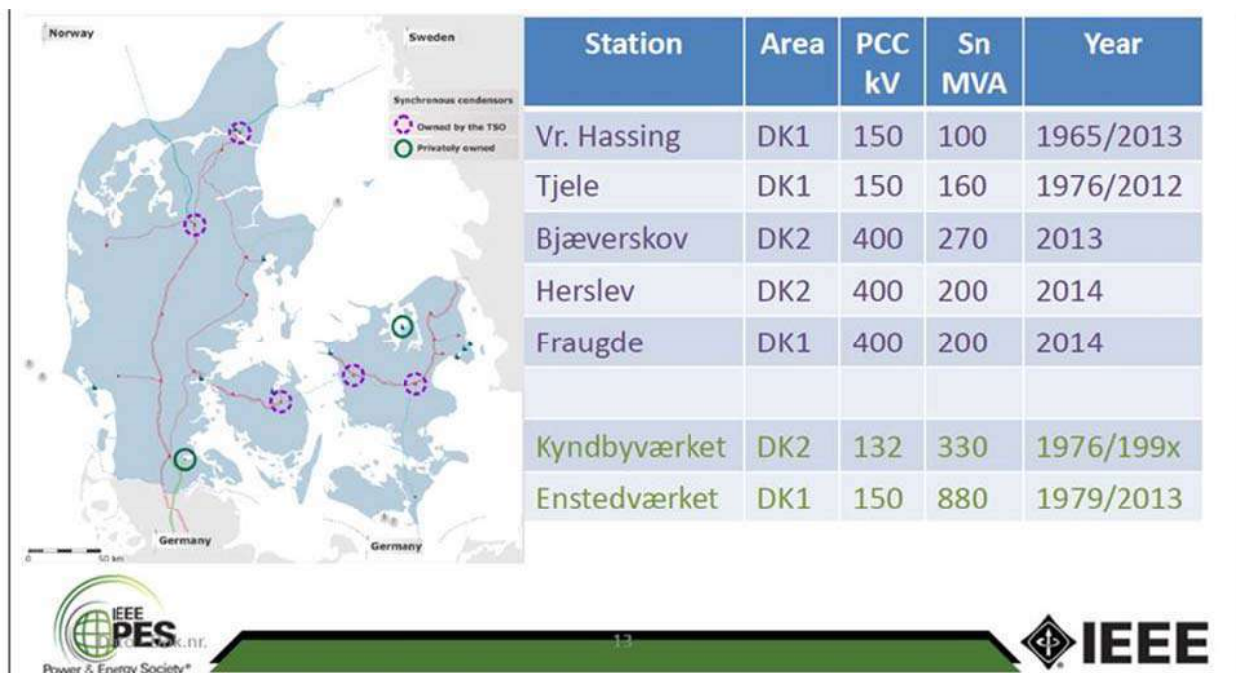 Norway
Sweden
Synchronous condensors
Owned by the TSO
Privately owned
Germany
Germany
0 50 km
Station Area PCC kV Sn MVA Year
Vr. Hassing DK1 150 100 1965/2013
Tjele DK1 150 160 1976/2012
Bjæverskov DK2 400 270 2013
Herslev DK2 400 200 2014
Fraugde DK1 400 200 2014
Kyndbyværket DK2 132 330 1976/199x
Enstedværket DK1 150 880 1979/2013
IEEE
PES
Power & Energy Society®
13
IEEE